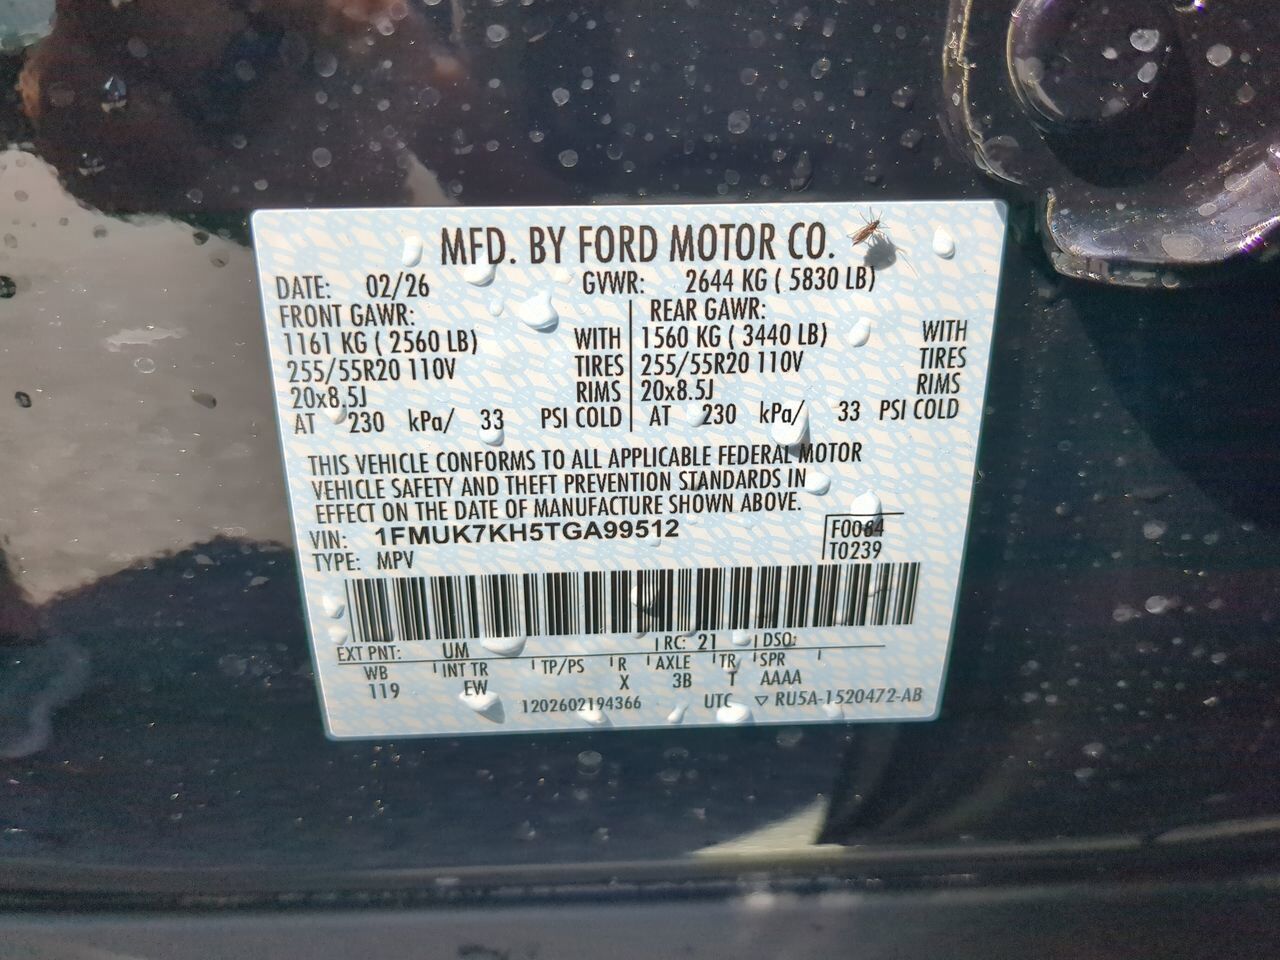 MFD. BY FORD MOTOR CO.
DATE: 02/26 GVWR: 2644 KG ( 5830 LB)
FRONT GAWR: REAR GAWR:
1161 KG ( 2560 LB) WITH 1560 KG ( 3440 LB) WITH
255/55R20 110V TIRES 255/55R20 110V TIRES
20x8.5J RIMS 20x8.5J RIMS
AT 230 kPa/ 33 PSI COLD AT 230 kPa/ 33 PSI COLD
THIS VEHICLE CONFORMS TO ALL APPLICABLE FEDERAL MOTOR
VEHICLE SAFETY AND THEFT PREVENTION STANDARDS IN
EFFECT ON THE DATE OF MANUFACTURE SHOWN ABOVE.
VIN: 1FMUK7KH5TGA99512 F0084
TYPE: MPV T0239
EXT PNT: UM RC: 21 DSO:
WB INT TR TP/PS R AXLE TR SPR
119 EW X 3B T AAAA
1202602194366 UTC ▽ RU5A-1520472-AB